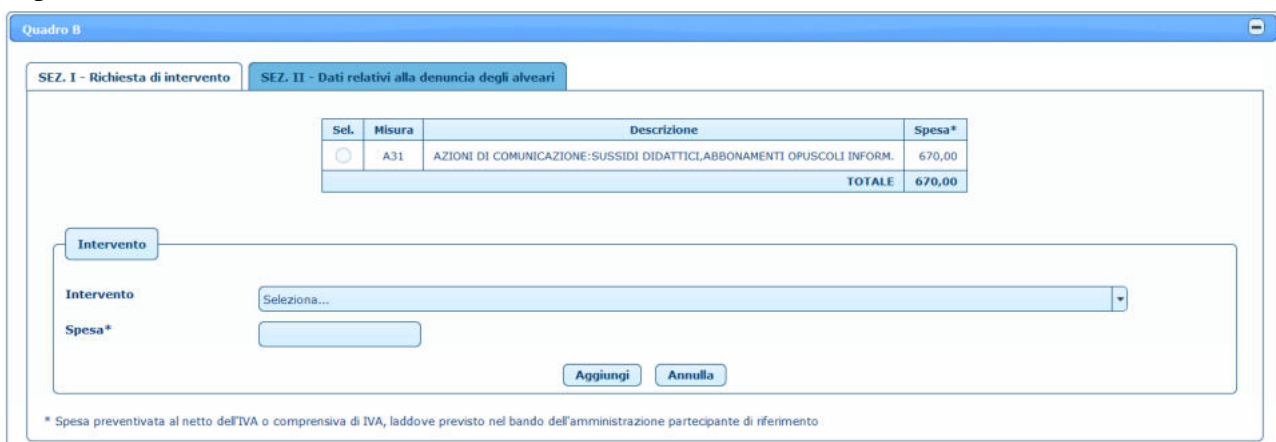 Quadro B
SEZ. I - Richiesta di intervento SEZ. II - Dati relativi alla denuncia degli alveari
Sel. Misura Descrizione Spesa*
A31 AZIONI DI COMUNICAZIONE:SUSSIDI DIDATTICI,ABBONAMENTI OPUSCOLI INFORM. 670,00
TOTALE 670,00
Intervento
Intervento Seleziona...
Spesa*
Aggiungi Annulla
* Spesa preventivata al netto dell'IVA o comprensiva di IVA, laddove previsto nel bando dell'amministrazione partecipante di riferimento